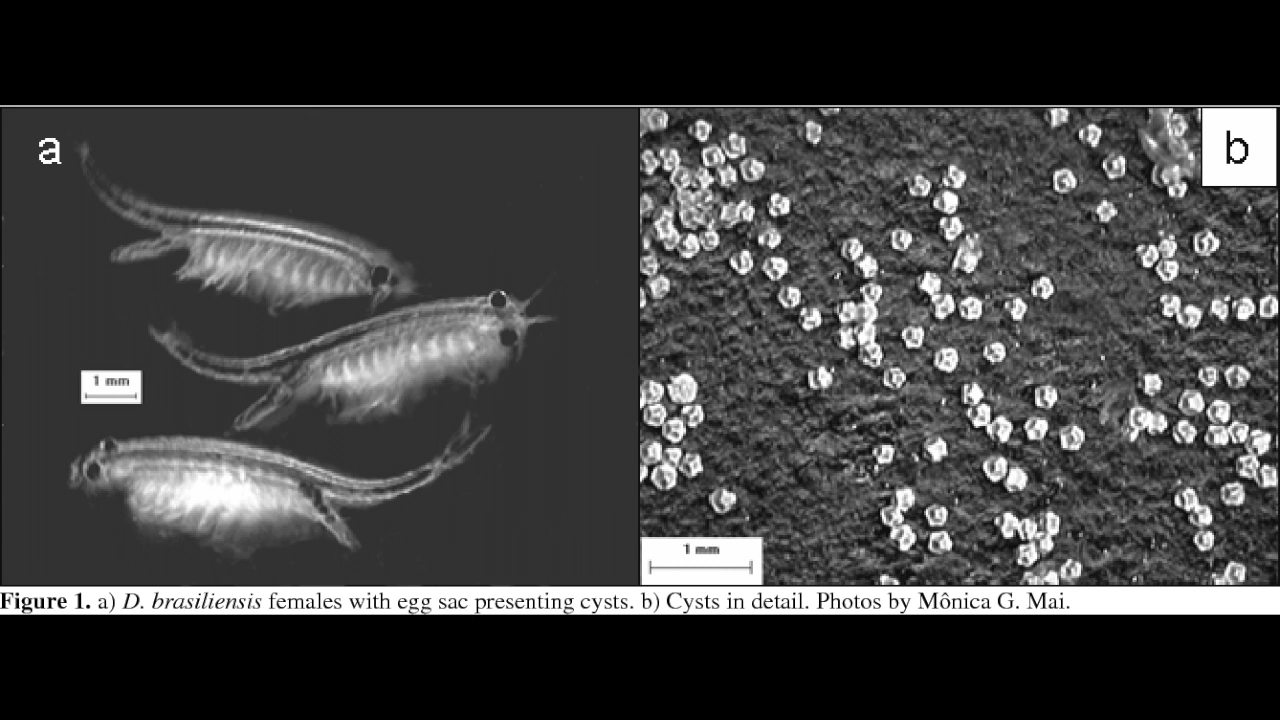 a
b
1 mm
1 mm
Figure 1. a) D. brasiliensis females with egg sac presenting cysts. b) Cysts in detail. Photos by Mônica G. Mai.